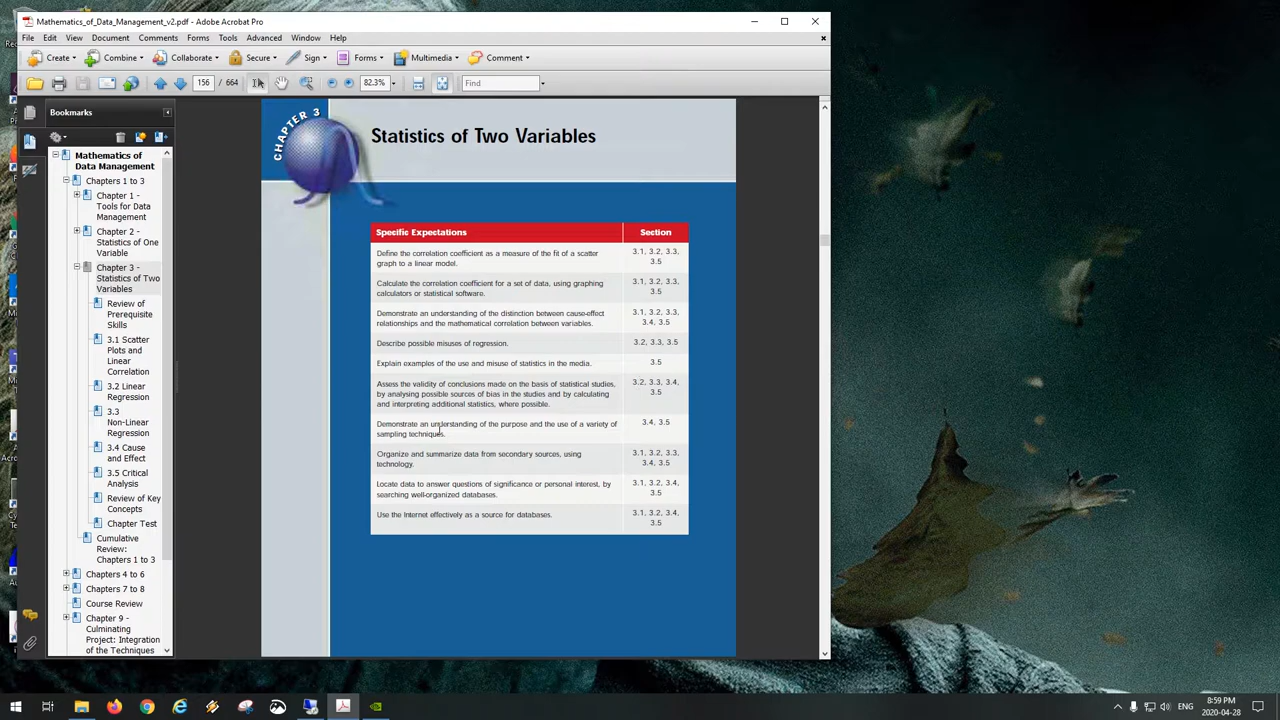 Mathematics_of_Data_Management_v2.pdf - Adobe Acrobat Pro
File Edit View Document Comments Forms Tools Advanced Window Help
Create Combine Collaborate Secure Sign Forms Multimedia Comment
156 / 664 82.3% Find
Bookmarks
Mathematics of
Data Management
Chapters 1 to 3
Chapter 1 -
Tools for Data
Management
Chapter 2 -
Statistics of One
Variable
Chapter 3 -
Statistics of Two
Variables
Review of
Prerequisite
Skills
3.1 Scatter
Plots and
Linear
Correlation
3.2 Linear
Regression
3.3
Non-Linear
Regression
3.4 Cause
and Effect
3.5 Critical
Analysis
Review of Key
Concepts
Chapter Test
Cumulative
Review:
Chapters 1 to 3
Chapters 4 to 6
Chapters 7 to 8
Course Review
Chapter 9 -
Culminating
Project: Integration
of the Techniques
CHAPTER 3
Statistics of Two Variables
Specific Expectations Section
Define the correlation coefficient as a measure of the fit of a scatter 3.1, 3.2, 3.3,
graph to a linear model. 3.5
Calculate the correlation coefficient for a set of data, using graphing 3.1, 3.2, 3.3,
calculators or statistical software. 3.5
Demonstrate an understanding of the distinction between cause-effect 3.1, 3.2, 3.3,
relationships and the mathematical correlation between variables. 3.4, 3.5
Describe possible misuses of regression. 3.2, 3.3, 3.5
Explain examples of the use and misuse of statistics in the media. 3.5
Assess the validity of conclusions made on the basis of statistical studies, 3.2, 3.3, 3.4,
by analysing possible sources of bias in the studies and by calculating 3.5
and interpreting additional statistics, where possible.
Demonstrate an understanding of the purpose and the use of a variety of 3.4, 3.5
sampling techniques.
Organize and summarize data from secondary sources, using 3.1, 3.2, 3.3,
technology. 3.4, 3.5
Locate data to answer questions of significance or personal interest, by 3.1, 3.2, 3.4,
searching well-organized databases. 3.5
Use the Internet effectively as a source for databases. 3.1, 3.2, 3.4,
3.5
8:59 PM
2020-04-28